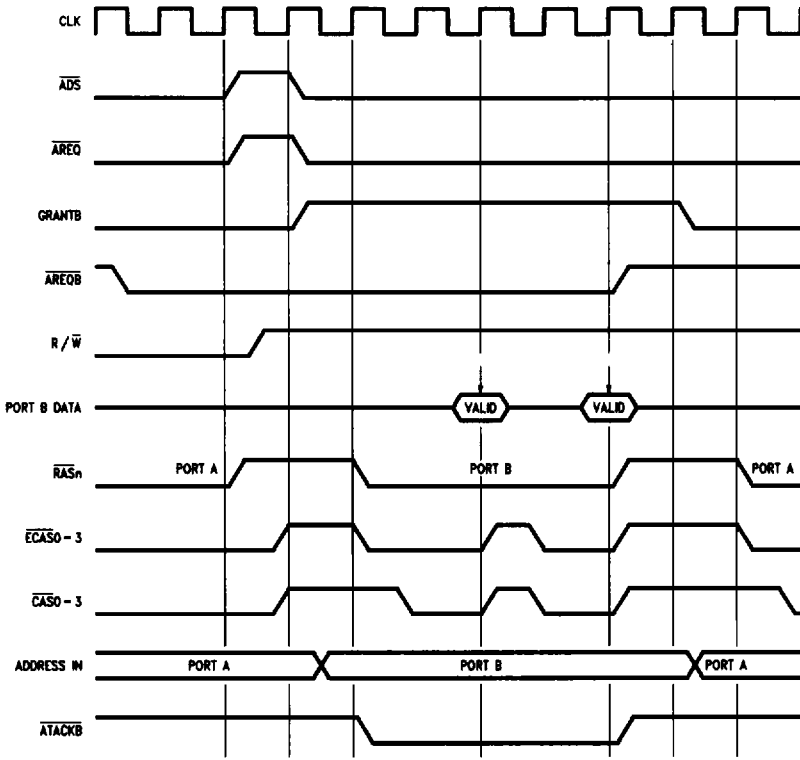 CLK
ADS
AREQ
GRANTB
AREQB
R/W
PORT B DATA VALID VALID
RASn PORT A PORT B PORT A
ECAS0-3
CAS0-3
ADDRESS IN PORT A PORT B PORT A
ATACKB